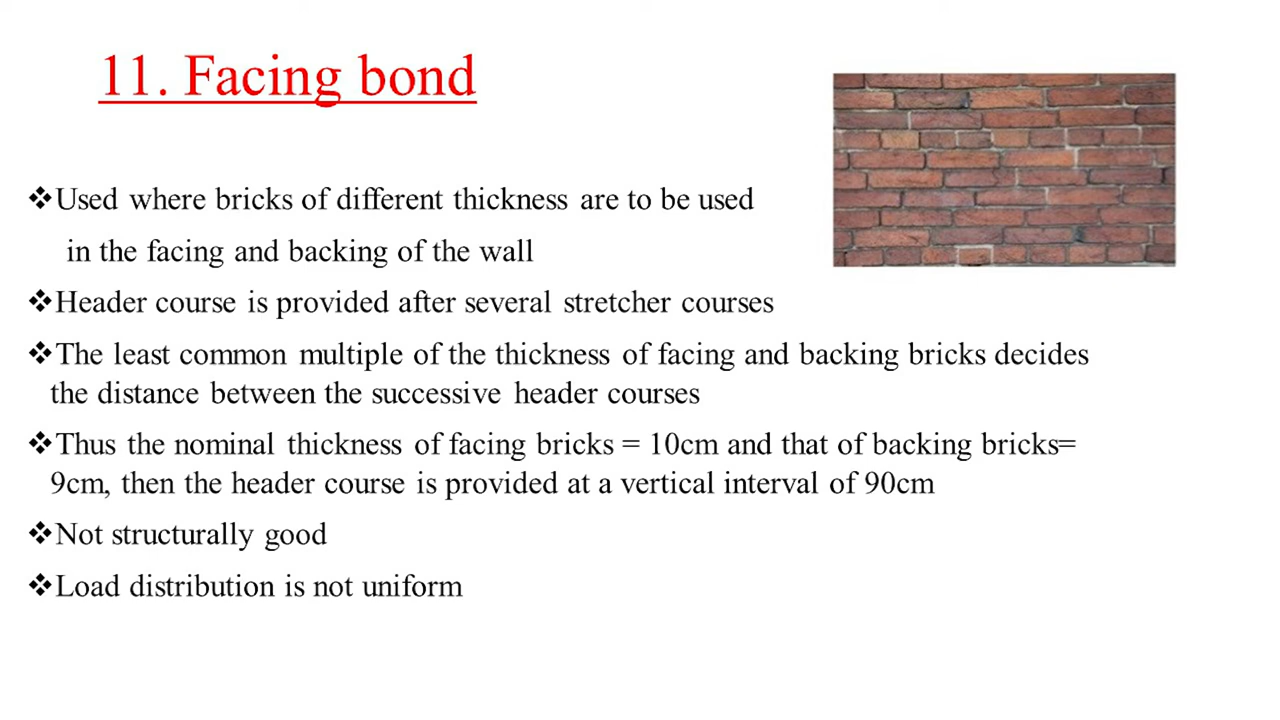 11. Facing bond
❖Used where bricks of different thickness are to be used
in the facing and backing of the wall
❖Header course is provided after several stretcher courses
❖The least common multiple of the thickness of facing and backing bricks decides
the distance between the successive header courses
❖Thus the nominal thickness of facing bricks = 10cm and that of backing bricks=
9cm, then the header course is provided at a vertical interval of 90cm
❖Not structurally good
❖Load distribution is not uniform